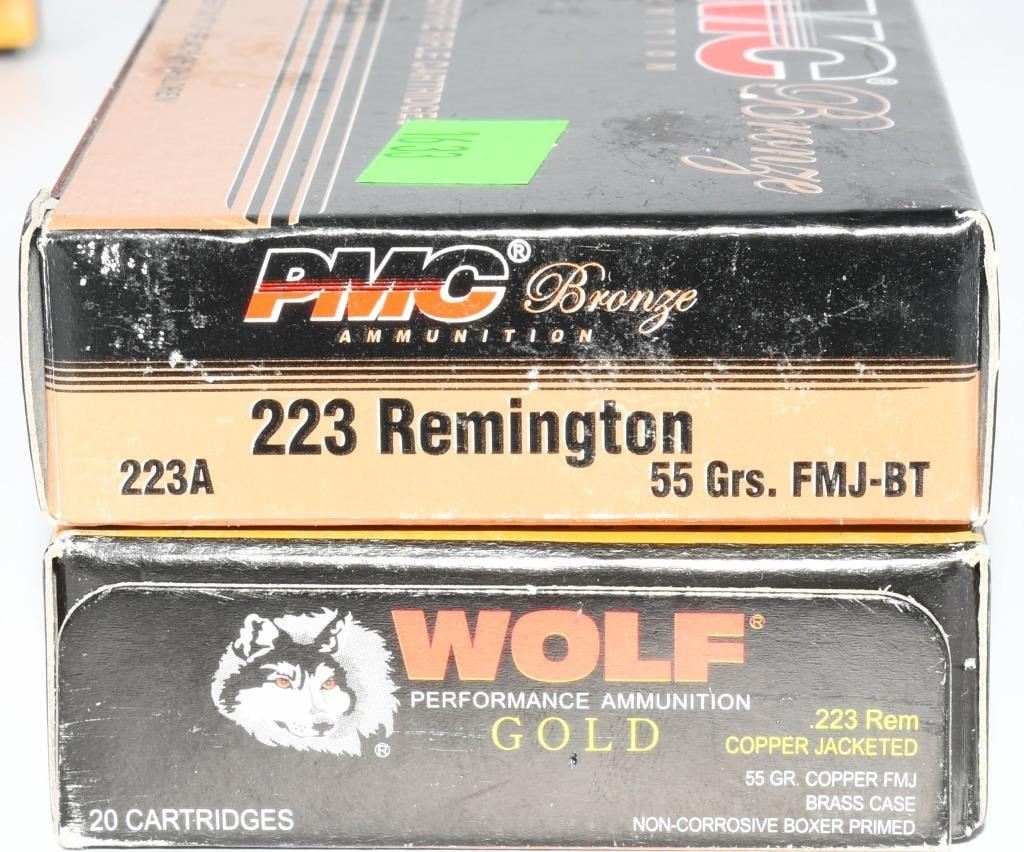 1633
PMC®
Bronze
PMC® Bronze
AMMUNITION
223 Remington
223A
55 Grs. FMJ-BT
WOLF®
PERFORMANCE AMMUNITION
GOLD
®
.223 Rem
COPPER JACKETED
55 GR. COPPER FMJ
BRASS CASE
20 CARTRIDGES
NON-CORROSIVE BOXER PRIMED